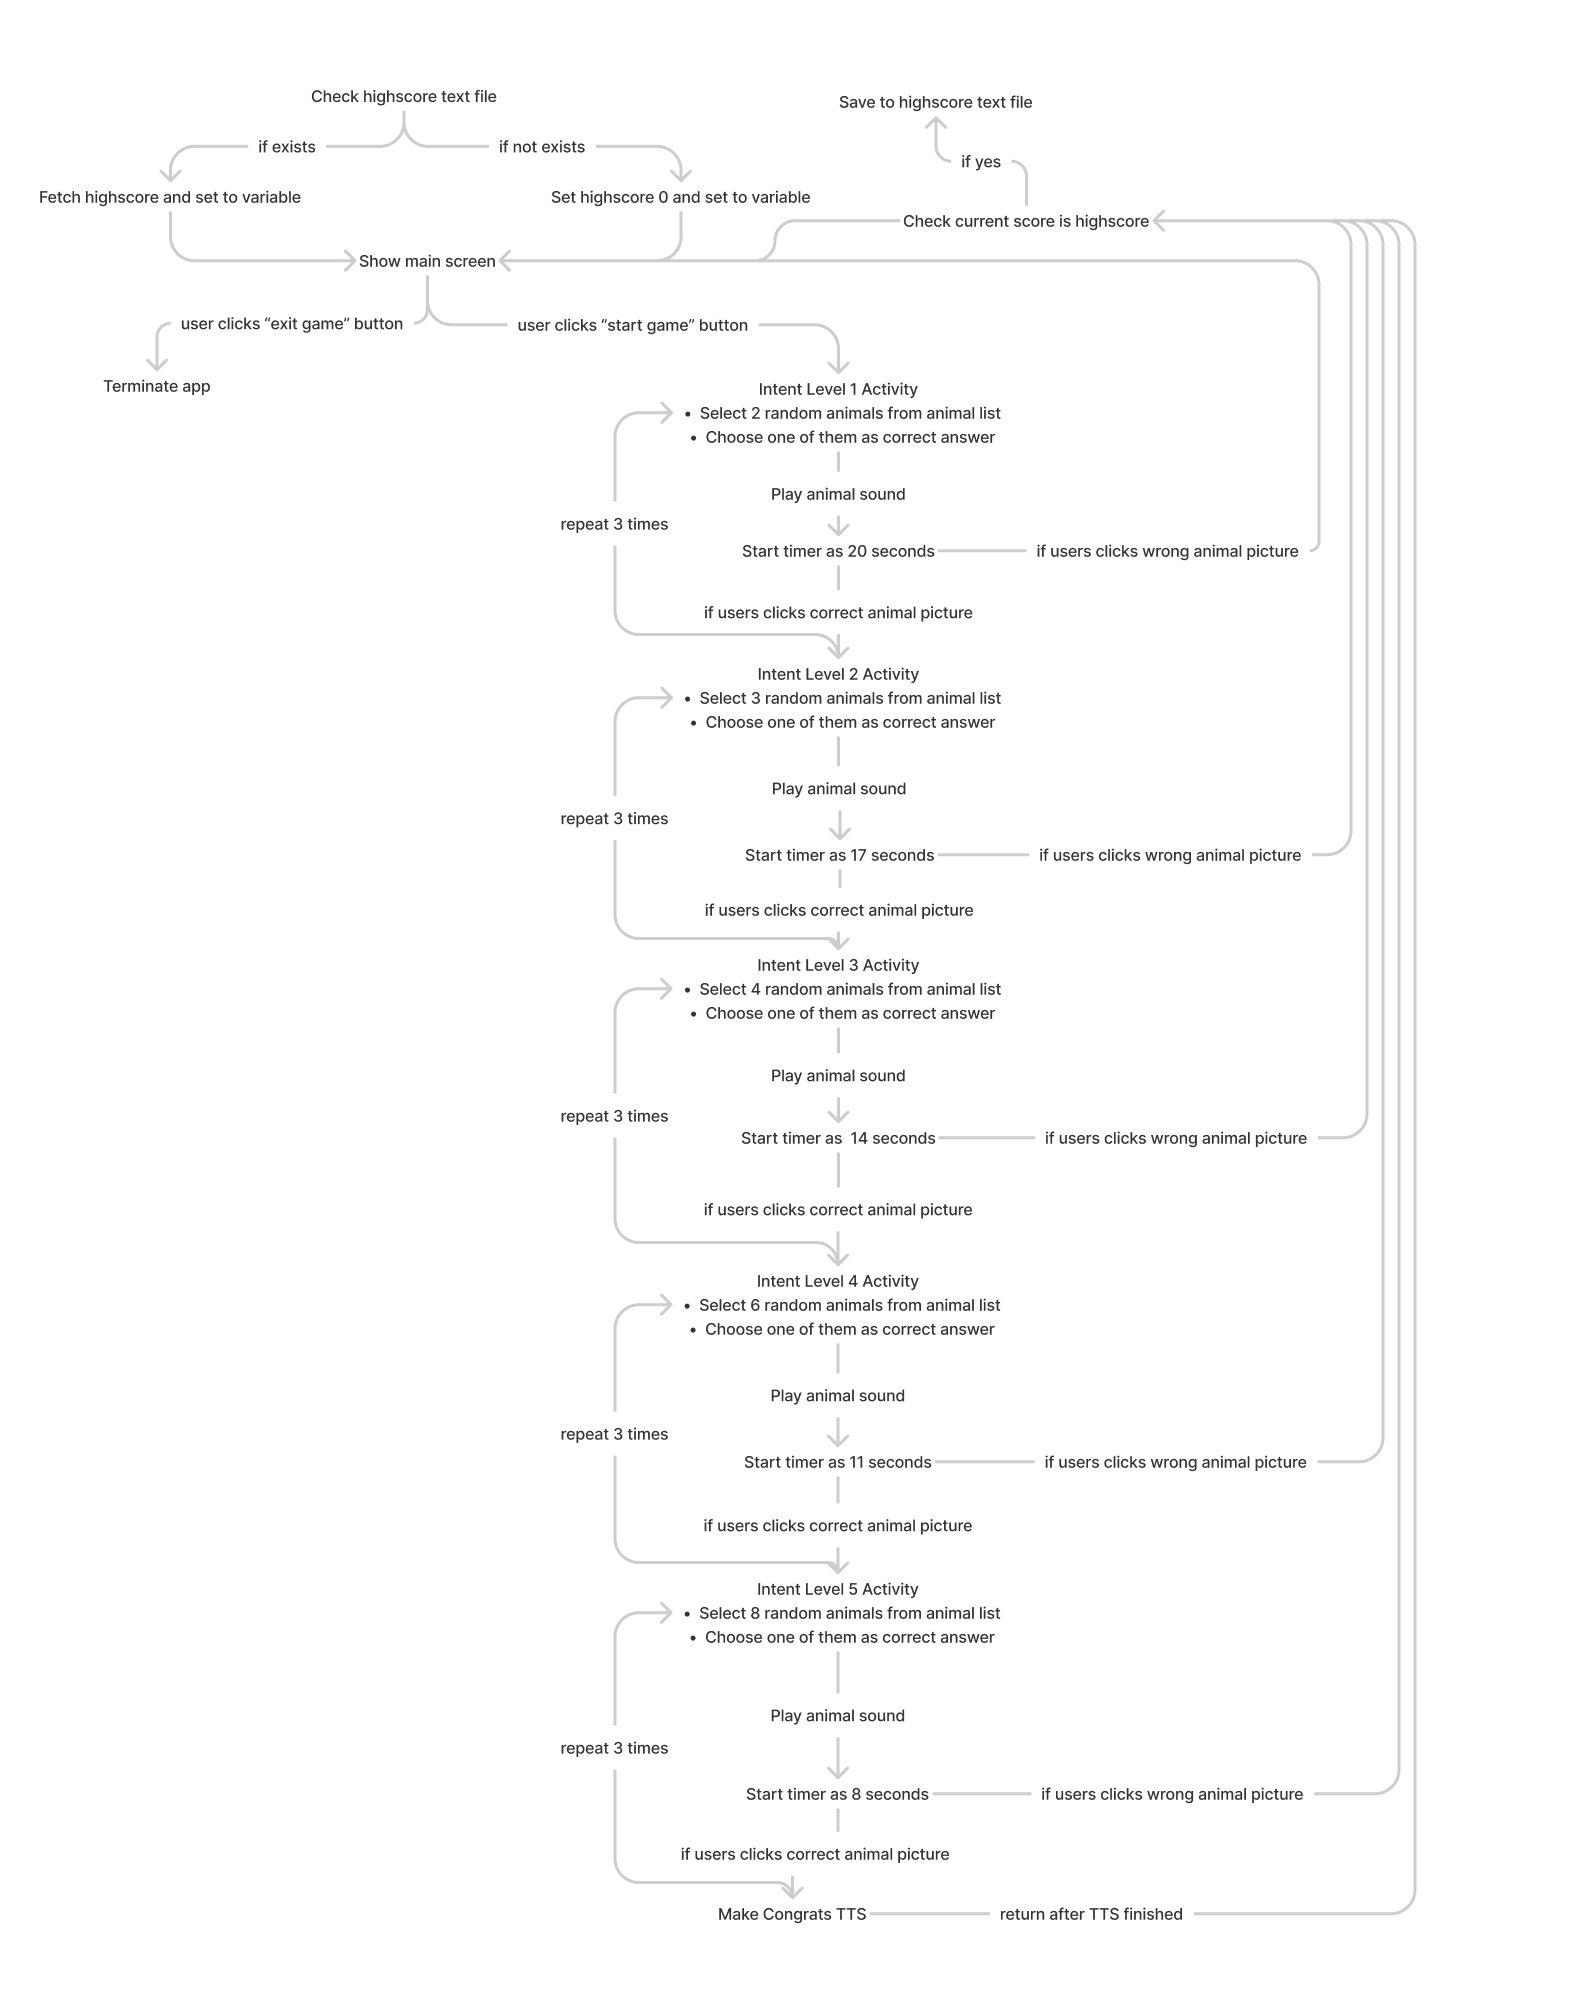 Check highscore text file
Save to highscore text file
if exists
if not exists
if yes
Fetch highscore and set to variable
Set highscore 0 and set to variable
Check current score is highscore
Show main screen
user clicks “exit game” button
user clicks “start game” button
Terminate app
Intent Level 1 Activity
• Select 2 random animals from animal list
• Choose one of them as correct answer
Play animal sound
repeat 3 times
Start timer as 20 seconds
if users clicks wrong animal picture
if users clicks correct animal picture
Intent Level 2 Activity
• Select 3 random animals from animal list
• Choose one of them as correct answer
Play animal sound
repeat 3 times
Start timer as 17 seconds
if users clicks wrong animal picture
if users clicks correct animal picture
Intent Level 3 Activity
• Select 4 random animals from animal list
• Choose one of them as correct answer
Play animal sound
repeat 3 times
Start timer as  14 seconds
if users clicks wrong animal picture
if users clicks correct animal picture
Intent Level 4 Activity
• Select 6 random animals from animal list
• Choose one of them as correct answer
Play animal sound
repeat 3 times
Start timer as 11 seconds
if users clicks wrong animal picture
if users clicks correct animal picture
Intent Level 5 Activity
• Select 8 random animals from animal list
• Choose one of them as correct answer
Play animal sound
repeat 3 times
Start timer as 8 seconds
if users clicks wrong animal picture
if users clicks correct animal picture
Make Congrats TTS
return after TTS finished